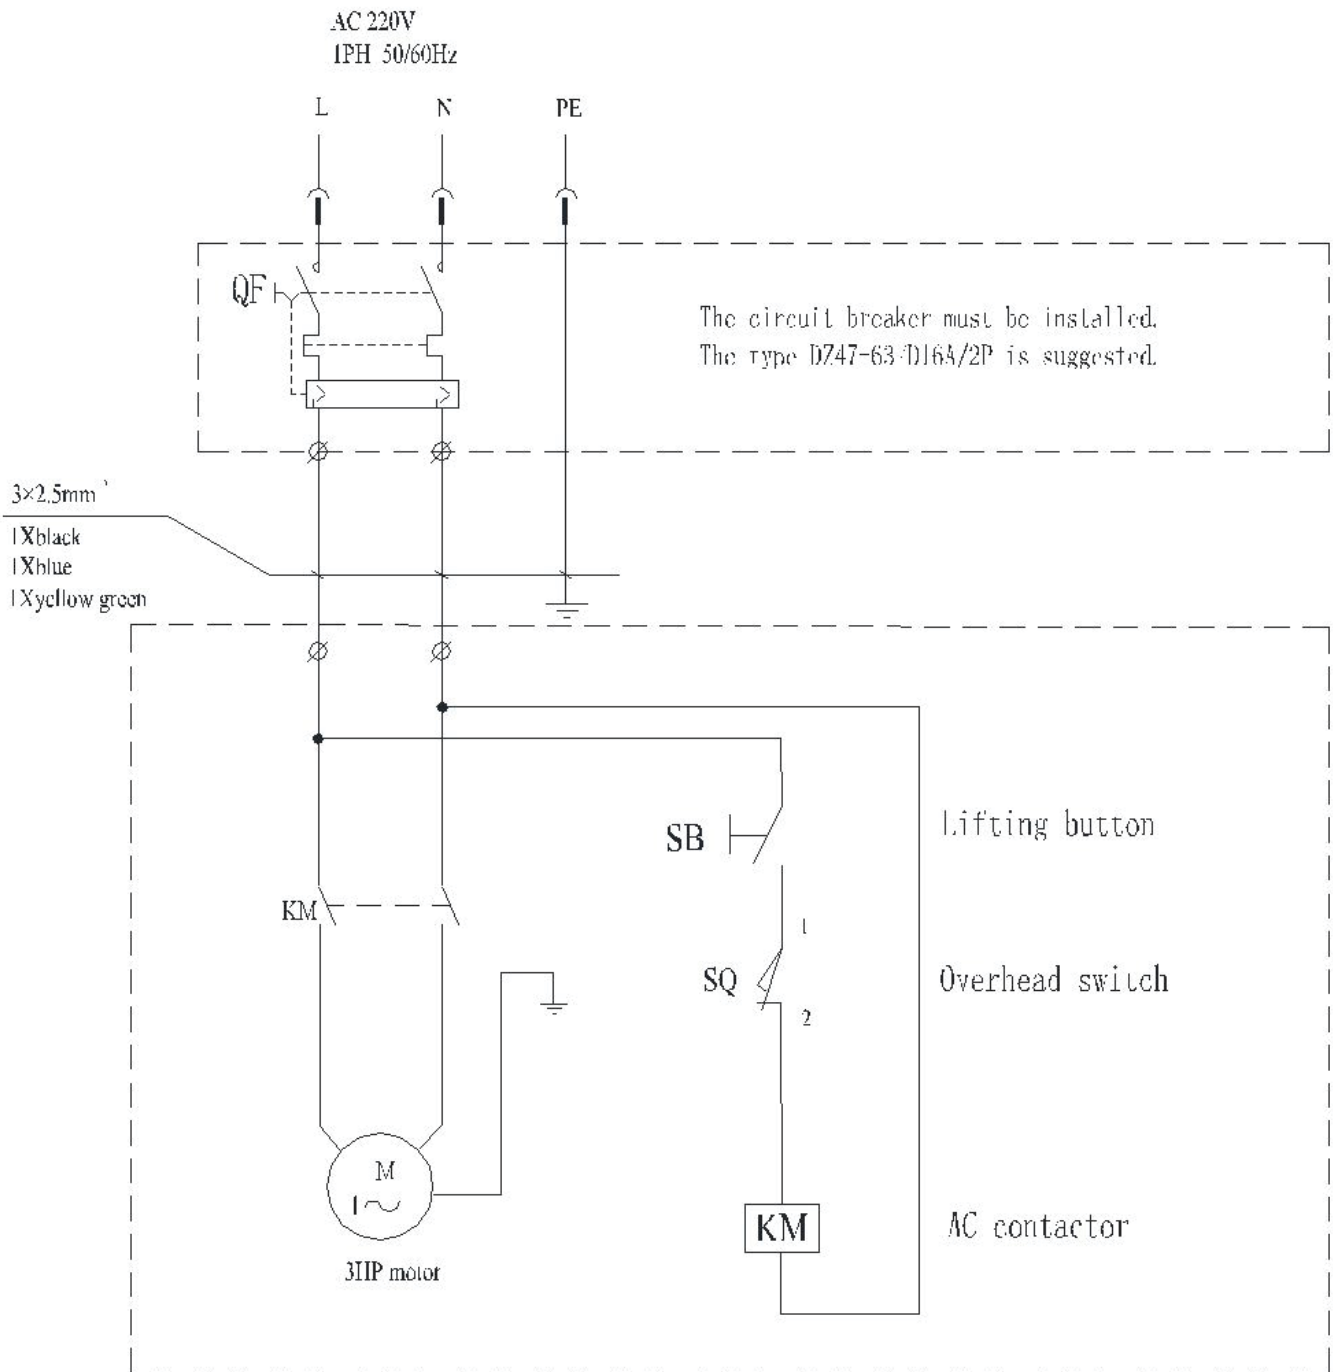 AC 220V
1PH 50/60Hz
L N PE
QF
The circuit breaker must be installed.
The type DZ47-63/D16A/2P is suggested.
3×2.5mm²
1Xblack
1Xblue
1Xyellow green
SB Lifting button
KM
1
SQ Overhead switch
2
M
1~
KM AC contactor
3HP motor